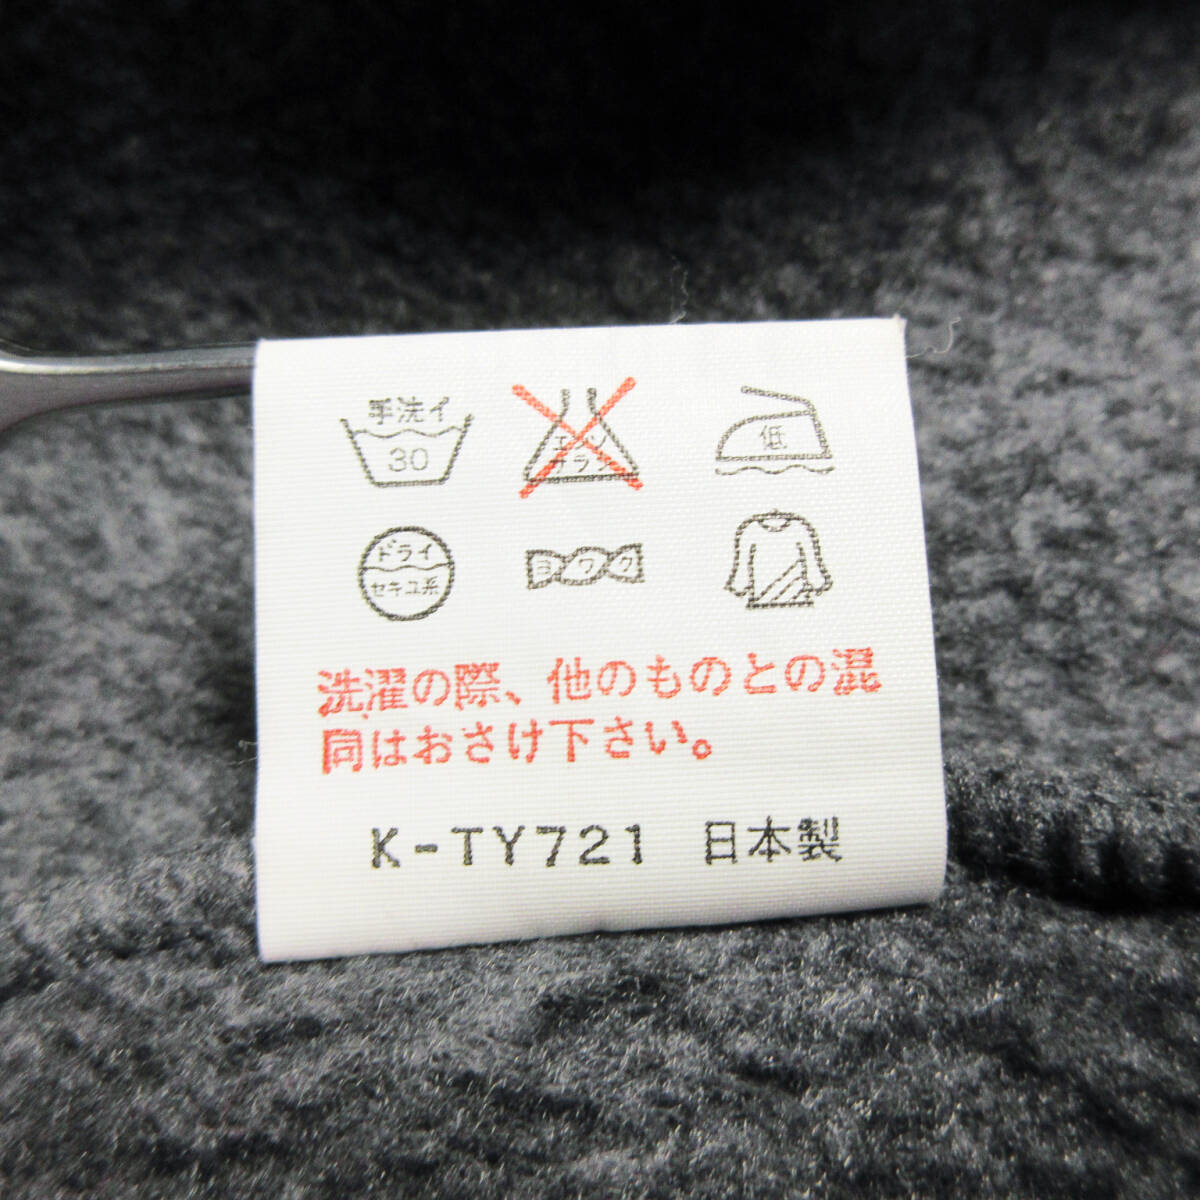 手洗イ
30
エンソ
サラシ
低
ドライ
セキユ系
ヨワク
洗濯の際、他のものとの混
同はおさけ下さい。
K-TY721 日本製